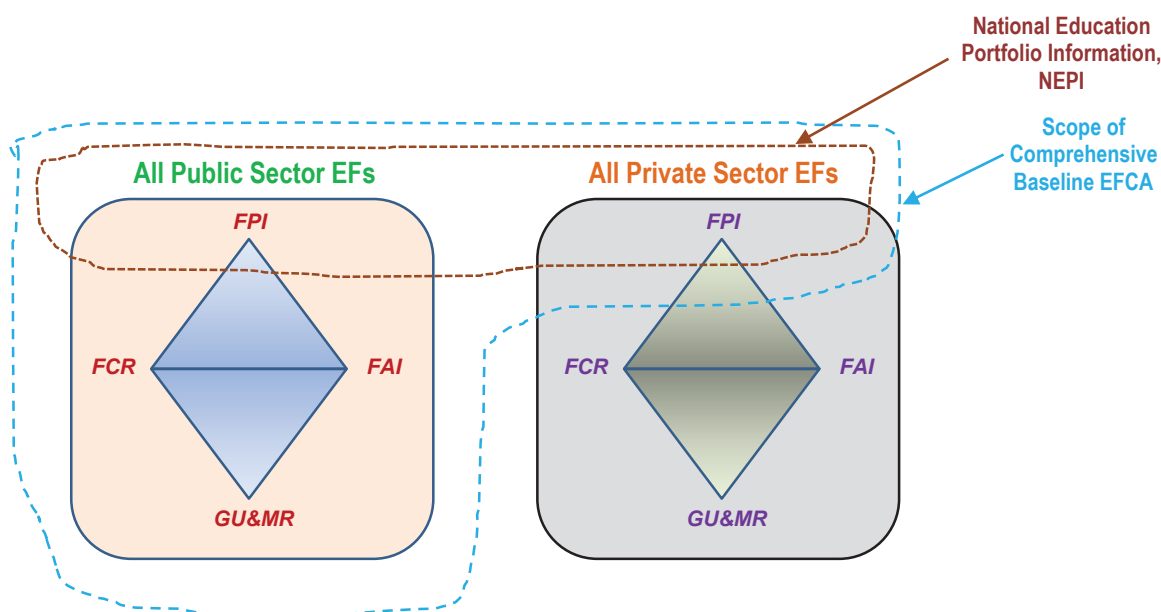 National Education
Portfolio Information,
NEPI
Scope of
Comprehensive
Baseline EFCA
All Public Sector EFs
All Private Sector EFs
FPI
FPI
FCR
FAI
FCR
FAI
GU&MR
GU&MR